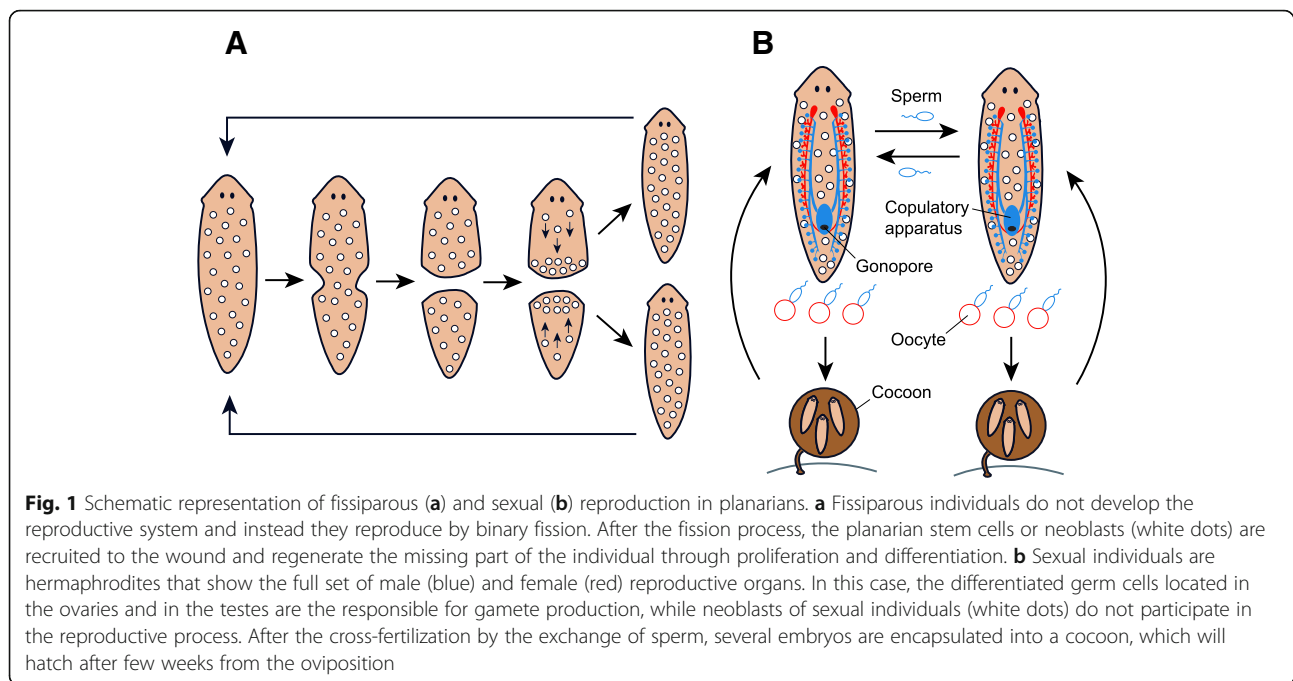 A
B
Sperm
Copulatory
apparatus
Gonopore
Oocyte
Cocoon
Fig. 1 Schematic representation of fissiparous (a) and sexual (b) reproduction in planarians. a Fissiparous individuals do not develop the
reproductive system and instead they reproduce by binary fission. After the fission process, the planarian stem cells or neoblasts (white dots) are
recruited to the wound and regenerate the missing part of the individual through proliferation and differentiation. b Sexual individuals are
hermaphrodites that show the full set of male (blue) and female (red) reproductive organs. In this case, the differentiated germ cells located in
the ovaries and in the testes are the responsible for gamete production, while neoblasts of sexual individuals (white dots) do not participate in
the reproductive process. After the cross-fertilization by the exchange of sperm, several embryos are encapsulated into a cocoon, which will
hatch after few weeks from the oviposition